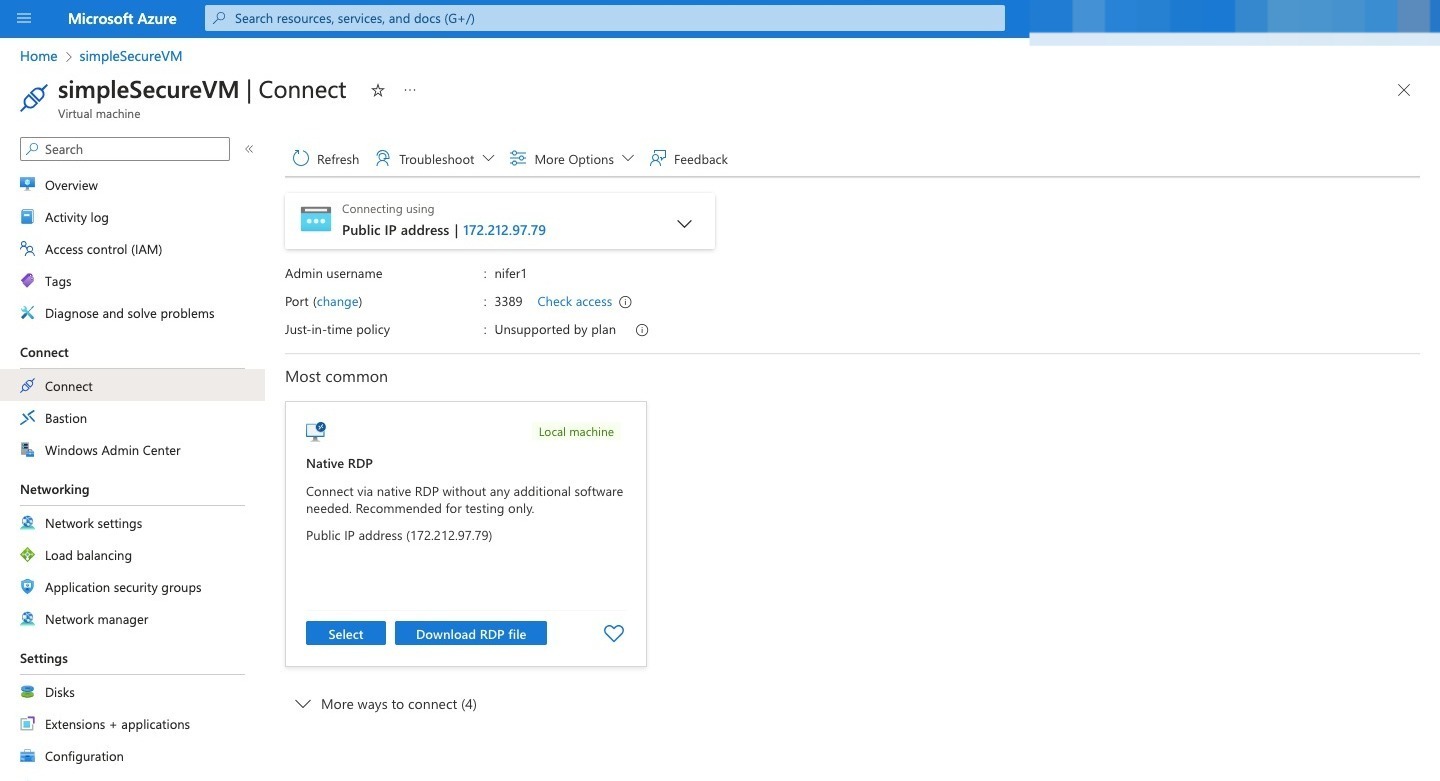 Microsoft Azure
Search resources, services, and docs (G+/)
Home > simpleSecureVM
simpleSecureVM | Connect
Virtual machine
Search
Overview
Activity log
Access control (IAM)
Tags
Diagnose and solve problems
Connect
Connect
Bastion
Windows Admin Center
Networking
Network settings
Load balancing
Application security groups
Network manager
Settings
Disks
Extensions + applications
Configuration
Refresh Troubleshoot More Options Feedback
Connecting using
Public IP address | 172.212.97.79
Admin username : nifer1
Port (change) : 3389 Check access
Just-in-time policy : Unsupported by plan
Most common
Local machine
Native RDP
Connect via native RDP without any additional software
needed. Recommended for testing only.
Public IP address (172.212.97.79)
Select Download RDP file
More ways to connect (4)